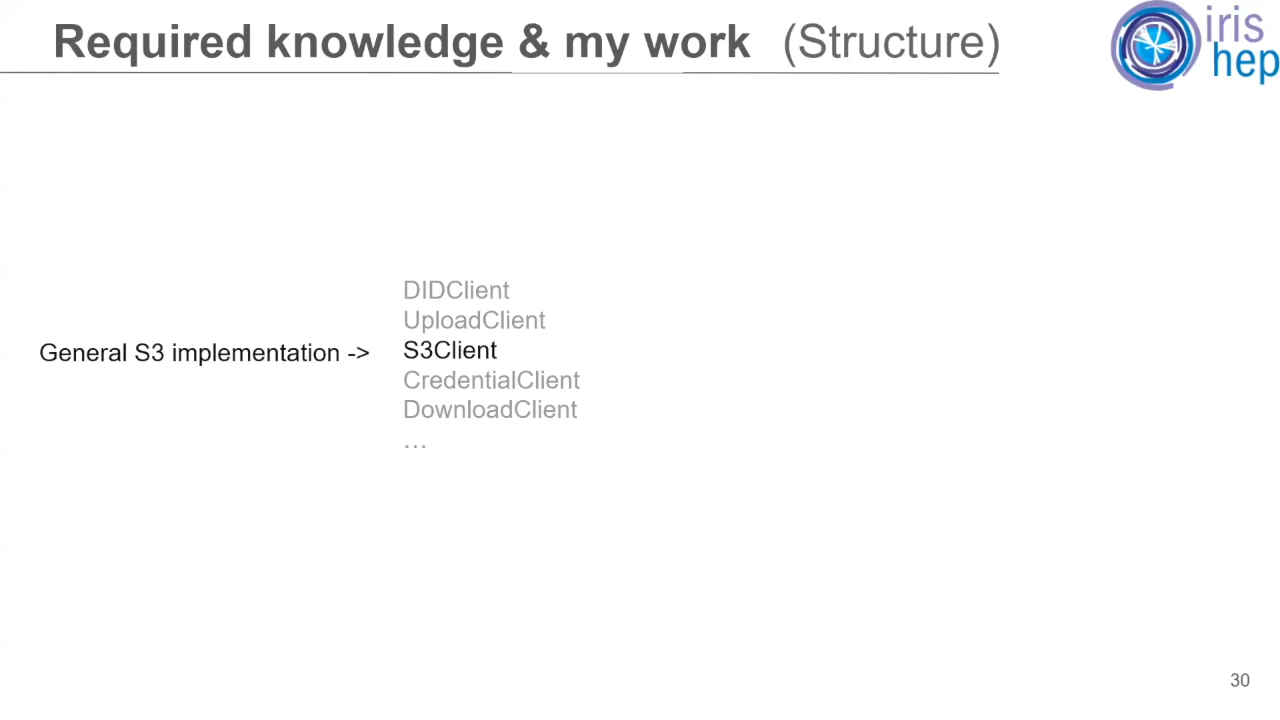 Required knowledge & my work (Structure)
iris
hep
DIDClient
UploadClient
General S3 implementation -> S3Client
CredentialClient
DownloadClient
…
30